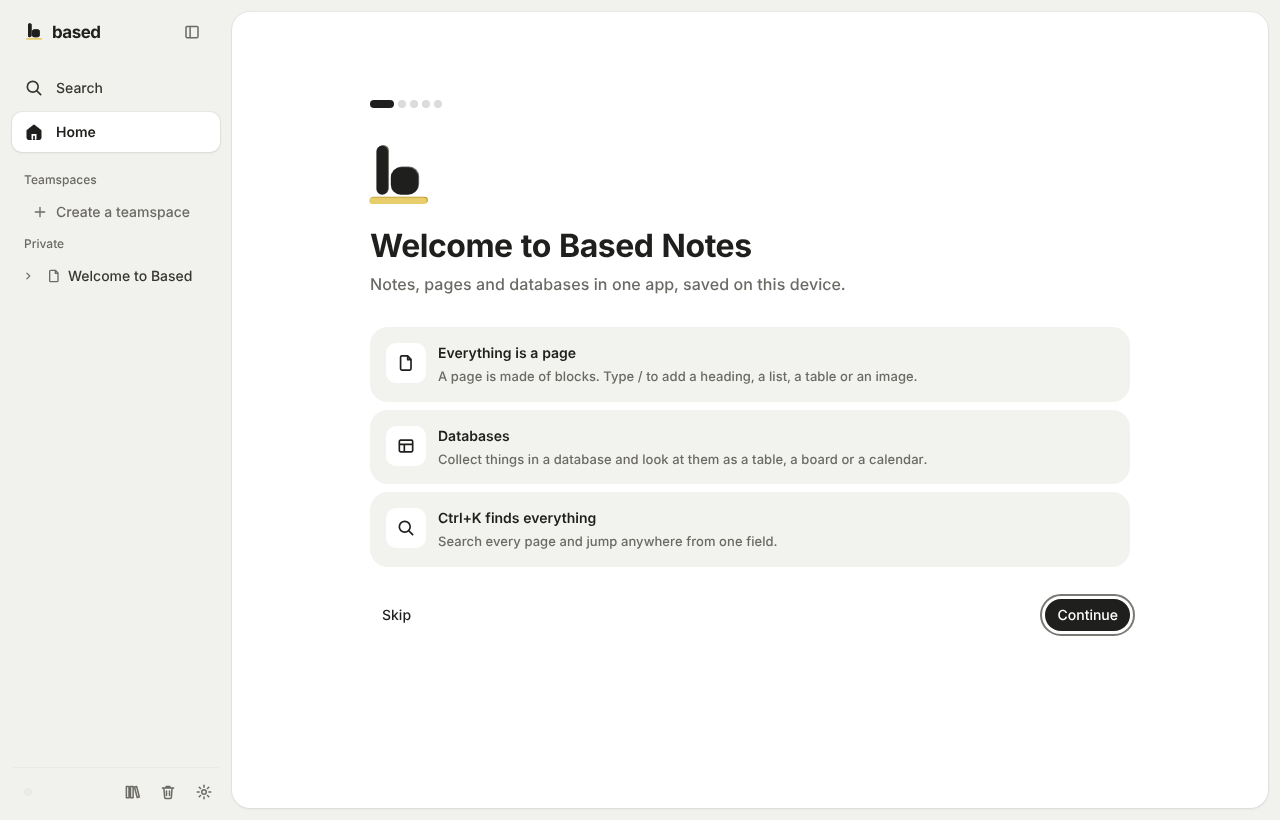 based
Search
Home
Teamspaces
Create a teamspace
Private
Welcome to Based
Welcome to Based Notes
Notes, pages and databases in one app, saved on this device.
Everything is a page
A page is made of blocks. Type / to add a heading, a list, a table or an image.
Databases
Collect things in a database and look at them as a table, a board or a calendar.
Ctrl+K finds everything
Search every page and jump anywhere from one field.
Skip
Continue